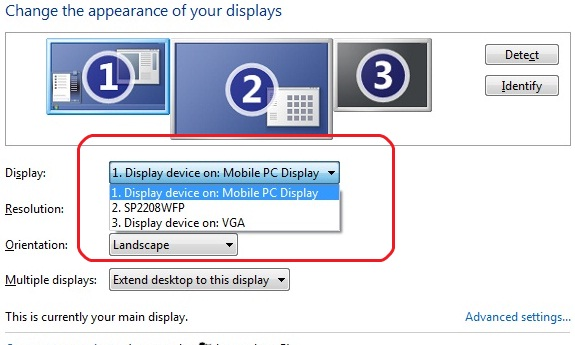 Change the appearance of your displays
1
2
3
Detect
Identify
Display:
1. Display device on: Mobile PC Display
1. Display device on: Mobile PC Display
2. SP2208WFP
3. Display device on: VGA
Resolution:
Orientation:
Landscape
Multiple displays:
Extend desktop to this display
This is currently your main display.
Advanced settings...